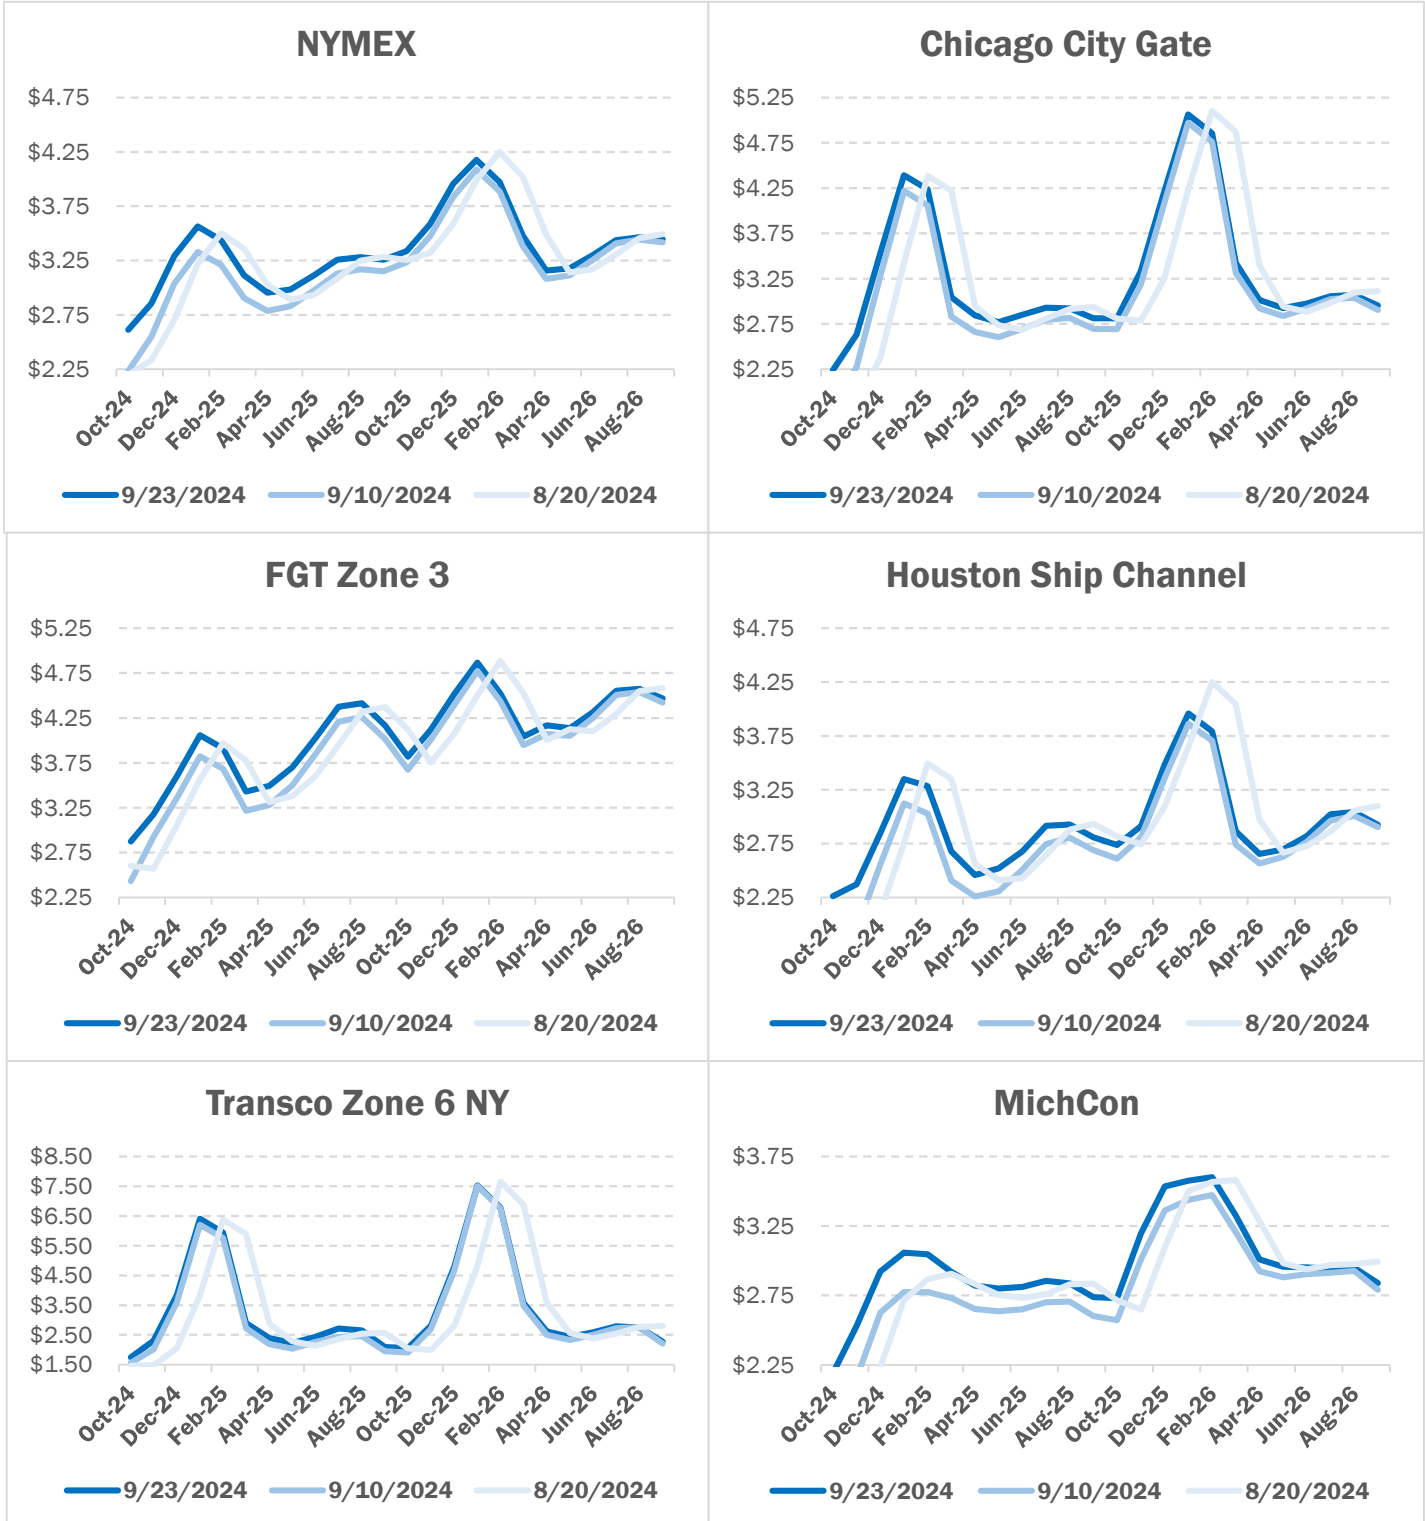 NYMEX
$4.75
$4.25
$3.75
$3.25
$2.75
$2.25
Oct-24 Dec-24 Feb-25 Apr-25 Jun-25 Aug-25 Oct-25 Dec-25 Feb-26 Apr-26 Jun-26 Aug-26
9/23/2024 9/10/2024 8/20/2024
Chicago City Gate
$5.25
$4.75
$4.25
$3.75
$3.25
$2.75
$2.25
Oct-24 Dec-24 Feb-25 Apr-25 Jun-25 Aug-25 Oct-25 Dec-25 Feb-26 Apr-26 Jun-26 Aug-26
9/23/2024 9/10/2024 8/20/2024
FGT Zone 3
$5.25
$4.75
$4.25
$3.75
$3.25
$2.75
$2.25
Oct-24 Dec-24 Feb-25 Apr-25 Jun-25 Aug-25 Oct-25 Dec-25 Feb-26 Apr-26 Jun-26 Aug-26
9/23/2024 9/10/2024 8/20/2024
Houston Ship Channel
$4.75
$4.25
$3.75
$3.25
$2.75
$2.25
Oct-24 Dec-24 Feb-25 Apr-25 Jun-25 Aug-25 Oct-25 Dec-25 Feb-26 Apr-26 Jun-26 Aug-26
9/23/2024 9/10/2024 8/20/2024
Transco Zone 6 NY
$8.50
$7.50
$6.50
$5.50
$4.50
$3.50
$2.50
$1.50
Oct-24 Dec-24 Feb-25 Apr-25 Jun-25 Aug-25 Oct-25 Dec-25 Feb-26 Apr-26 Jun-26 Aug-26
9/23/2024 9/10/2024 8/20/2024
MichCon
$3.75
$3.25
$2.75
$2.25
Oct-24 Dec-24 Feb-25 Apr-25 Jun-25 Aug-25 Oct-25 Dec-25 Feb-26 Apr-26 Jun-26 Aug-26
9/23/2024 9/10/2024 8/20/2024